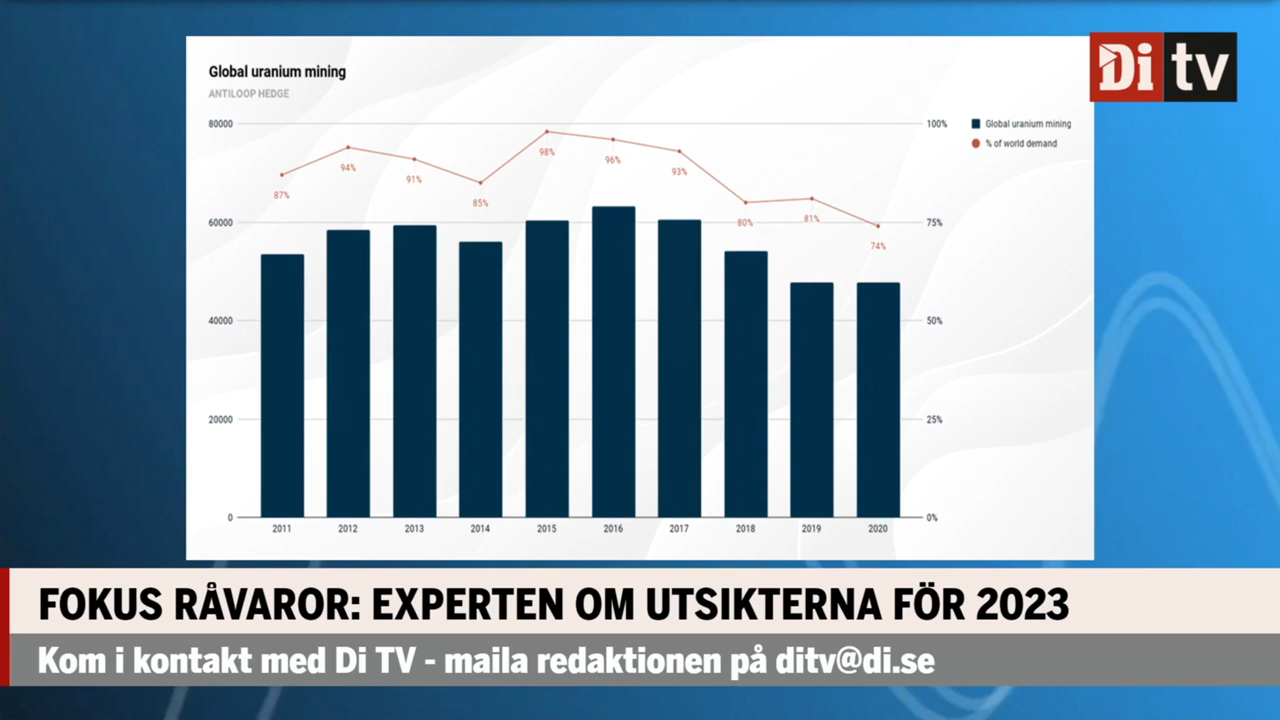 Di tv
Global uranium mining
ANTILOOP HEDGE
80000
100%
Global uranium mining
% of world demand
98%
96%
94%
93%
91%
87%
85%
80%
81%
74%
60000
75%
40000
50%
20000
25%
0
0%
2011 2012 2013 2014 2015 2016 2017 2018 2019 2020
FOKUS RÅVAROR: EXPERTEN OM UTSIKTERNA FÖR 2023
Kom i kontakt med Di TV - maila redaktionen på ditv@di.se